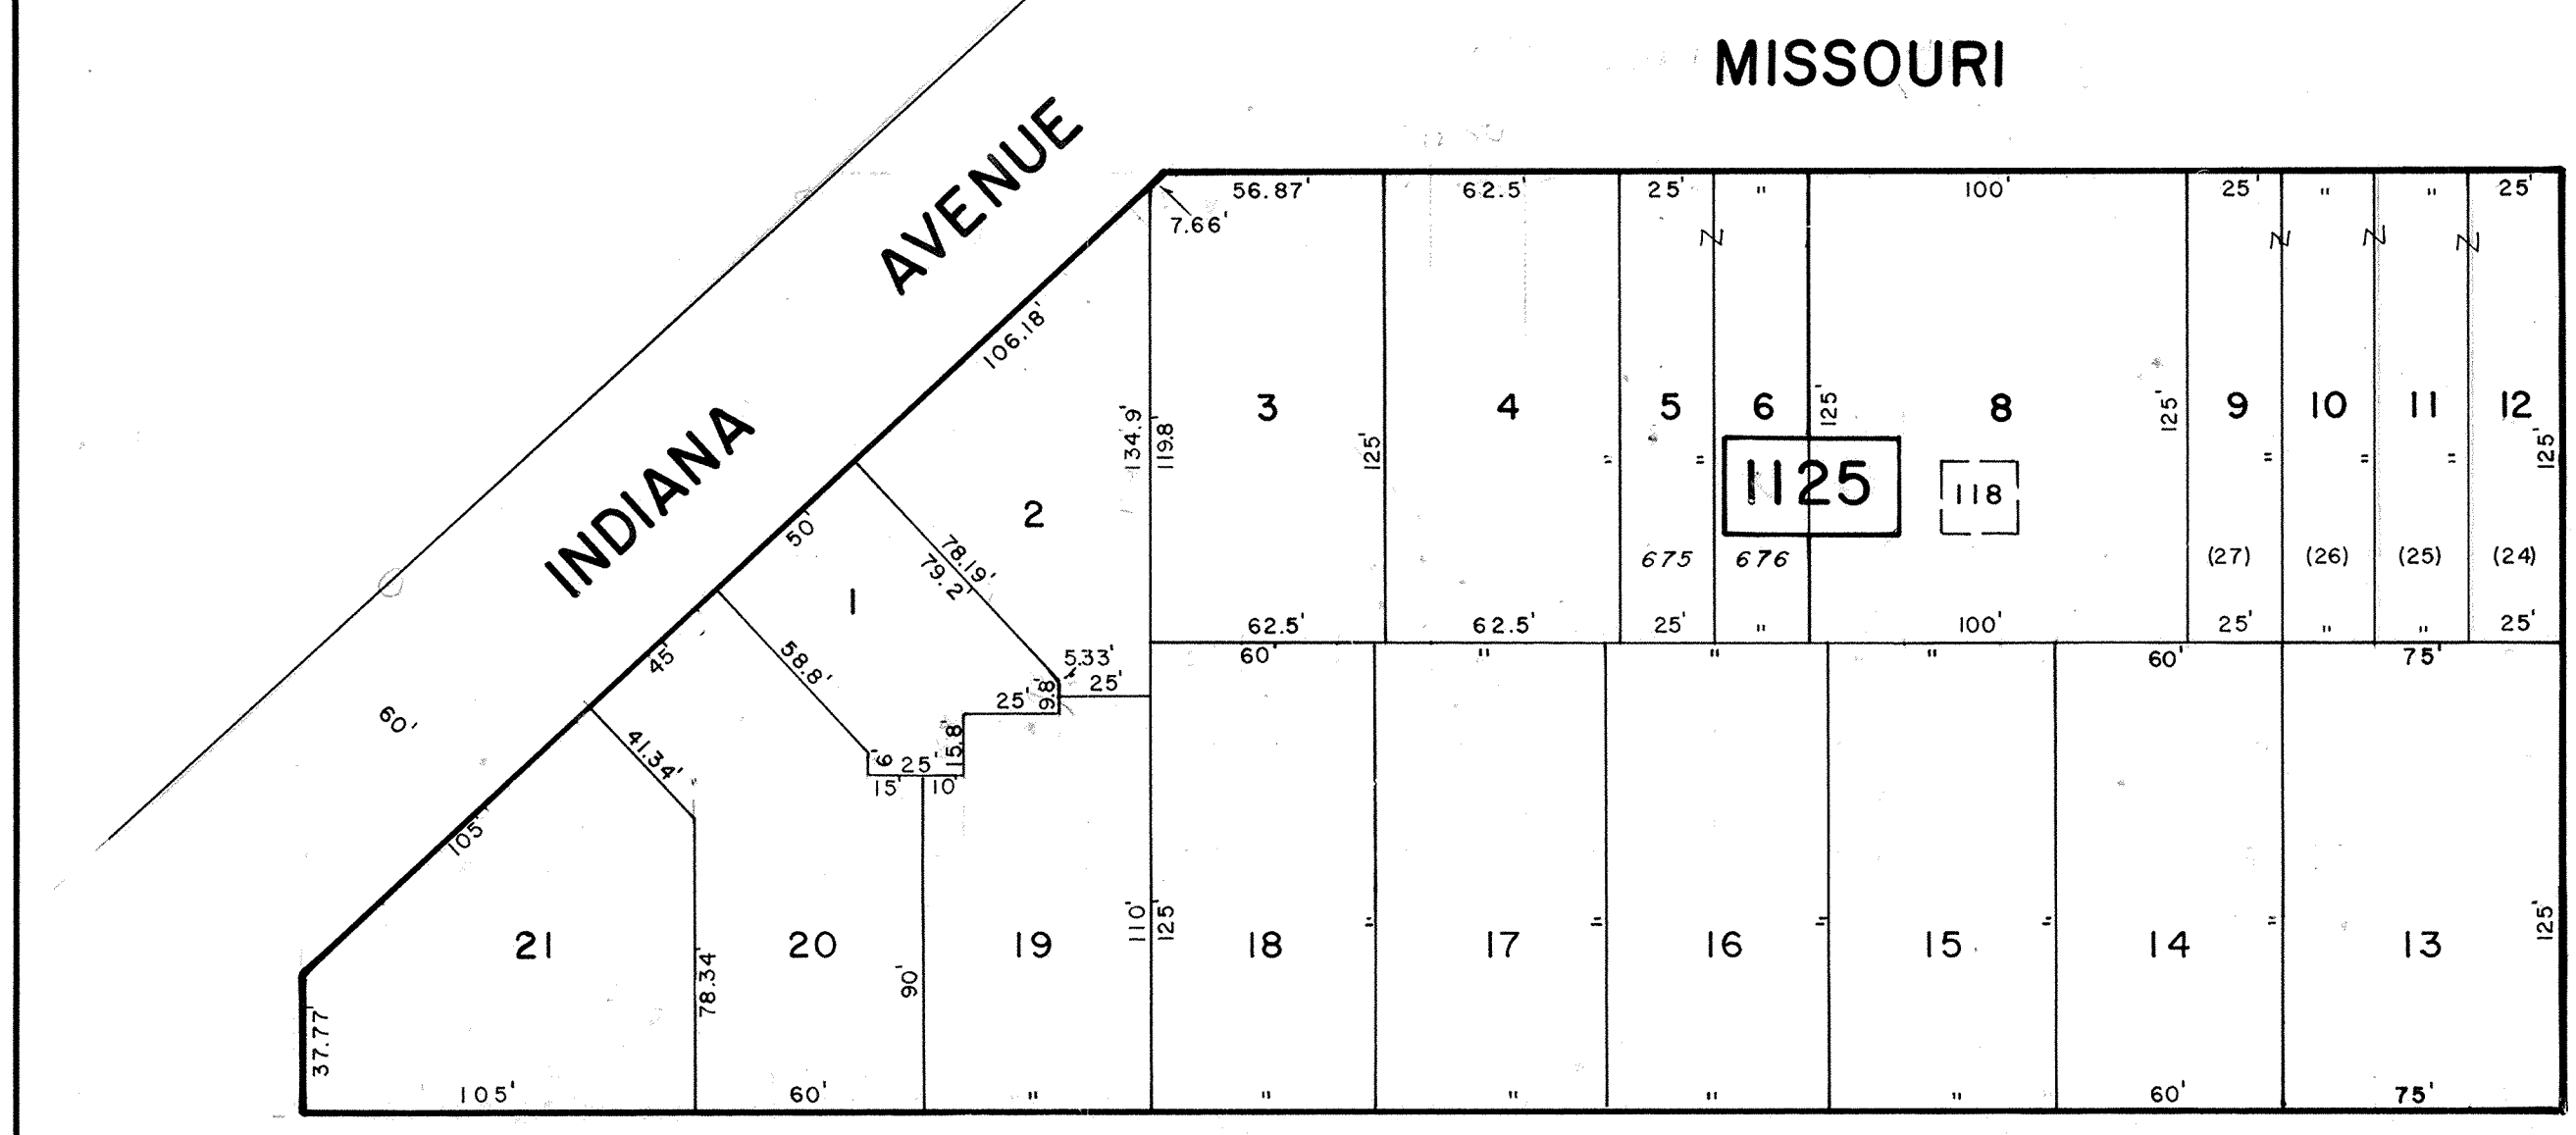 MISSOURI
INDIANA AVENUE
56.87' 62.5' 25' " 100' 25' " " 25'
7.66'
106.18'
134.9' 119.8 125' " " 125' 125' " " " 125'
3 4 5 6 8 9 10 11 12
1125
118
2
50'
78.19'
79.2'
675 676 (27) (26) (25) (24)
1
62.5' 62.5' 25' " 100' 25' " " 25'
60' " " " 60' 75'
45'
58.8'
5.33'
25' 9.8' 25'
60'
41.34'
6' 25' 15.8'
15' 10'
105'
110' 125' " " " " " 125'
21 20 19 18 17 16 15 14 13
90'
78.34'
37.77'
105' 60' " " " " " 60' 75'